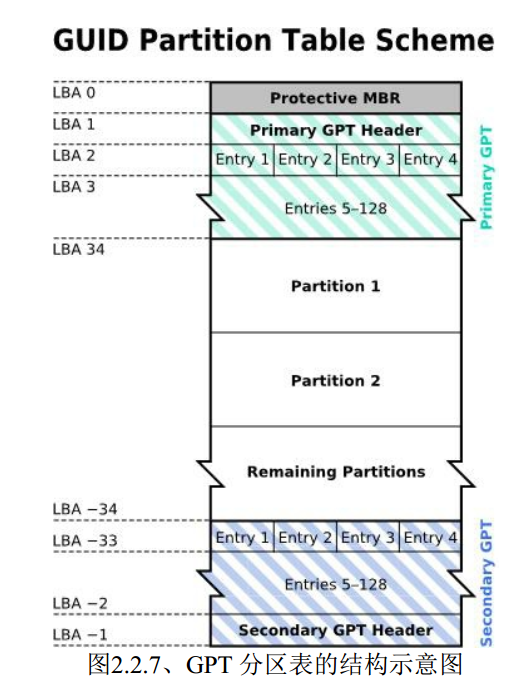 GUID Partition Table Scheme
LBA 0
Protective MBR
LBA 1
Primary GPT Header
LBA 2
Entry 1 Entry 2 Entry 3 Entry 4
LBA 3
Entries 5–128
Primary GPT
LBA 34
Partition 1
Partition 2
Remaining Partitions
LBA −34
Entry 1 Entry 2 Entry 3 Entry 4
LBA −33
Entries 5–128
LBA −2
Secondary GPT Header
LBA −1
Secondary GPT
图2.2.7、GPT 分区表的结构示意图